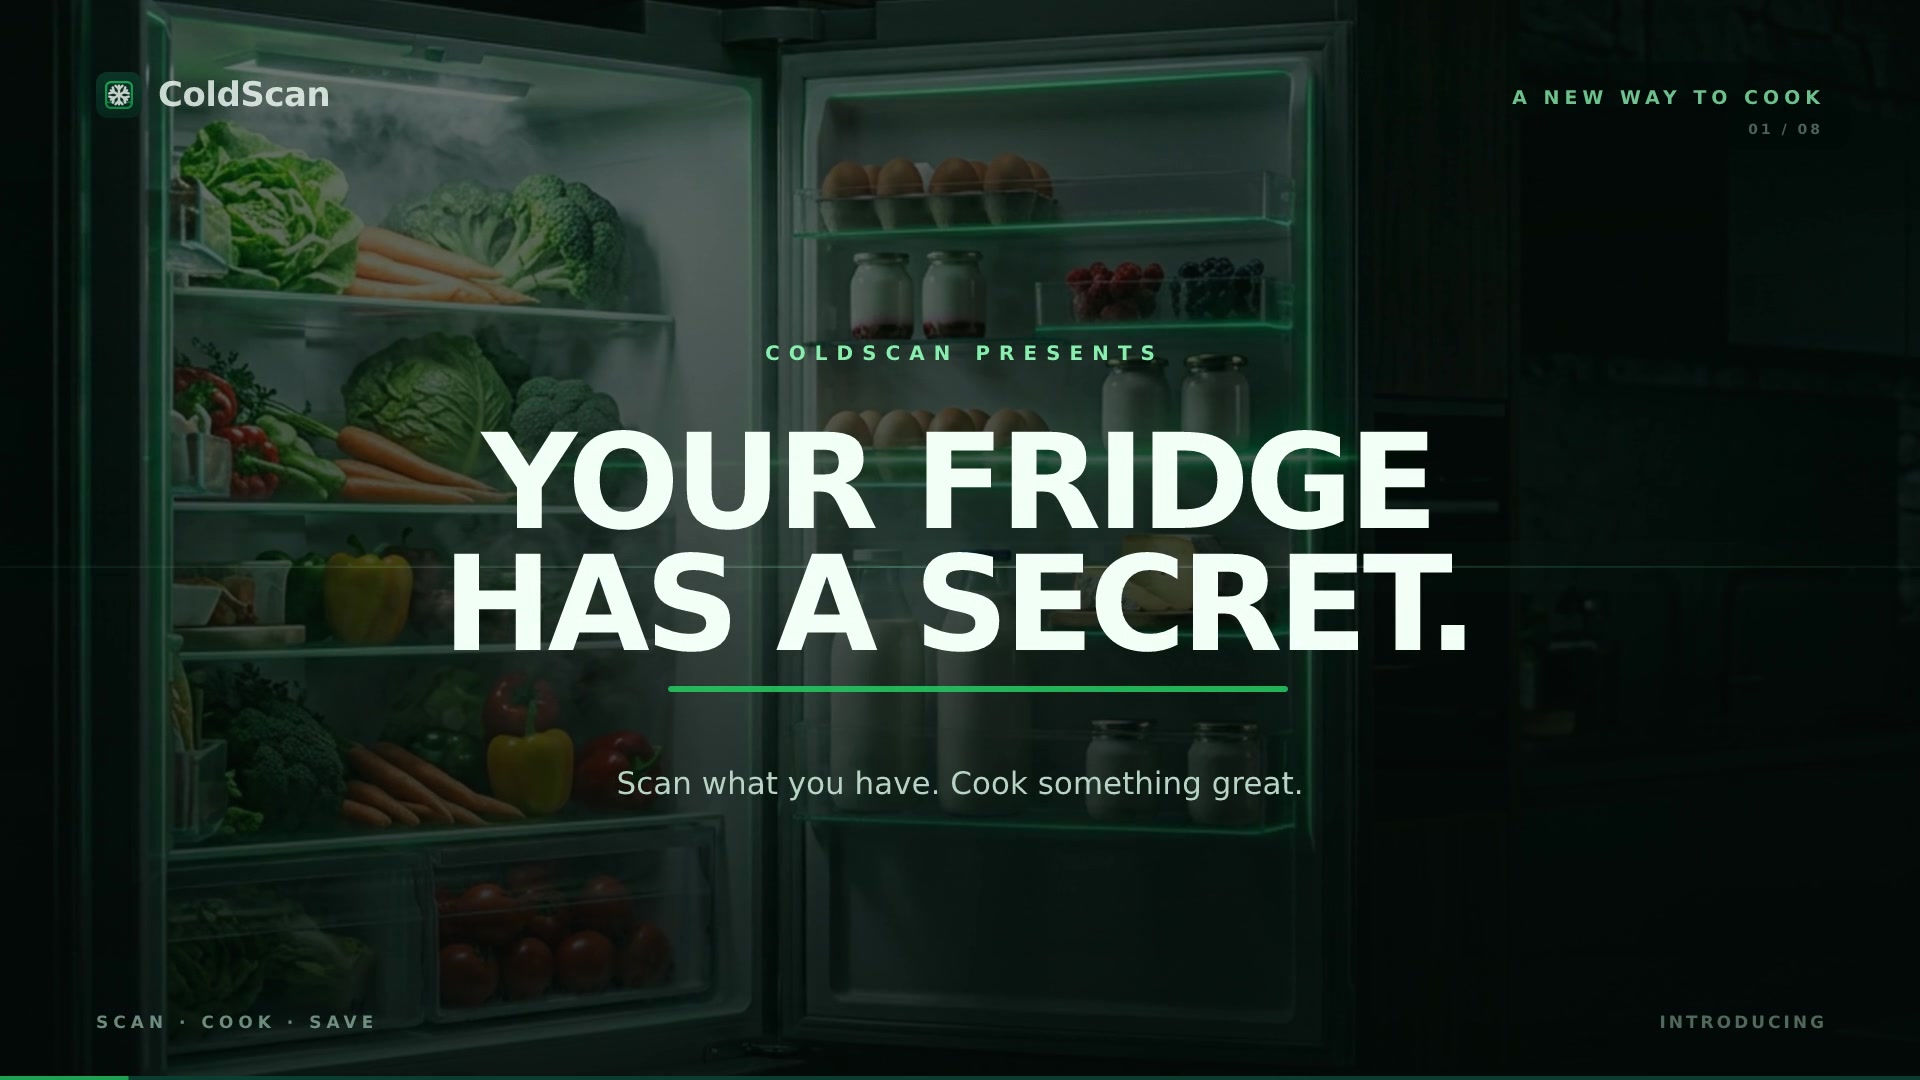 ColdScan
A NEW WAY TO COOK
01 / 08
COLDSCAN PRESENTS
YOUR FRIDGE
HAS A SECRET.
Scan what you have. Cook something great.
SCAN · COOK · SAVE
INTRODUCING